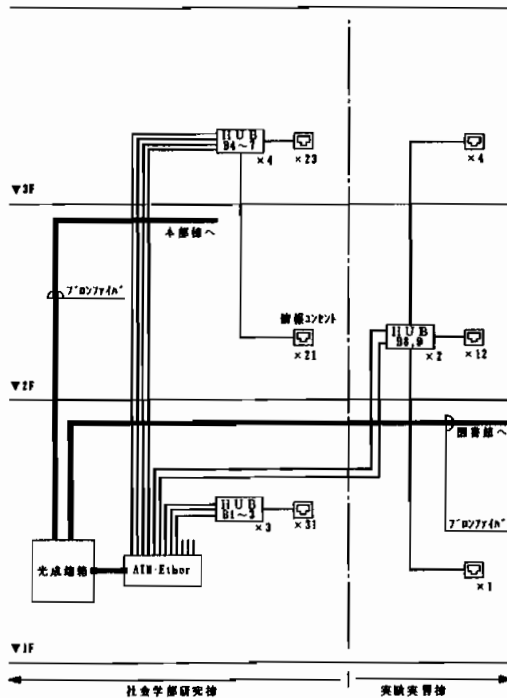 HUB
B4～7
×4
×23
×4
▼3F
本部棟へ
ブロンファイバ
情報コンセント
×21
HUB
B8,9
×2
×12
▼2F
図書館へ
HUB
B1～3
×3
×31
ブロンファイバ
光成端箱
ATM-Ether
×1
▼1F
社会学部研究棟
実験実習棟